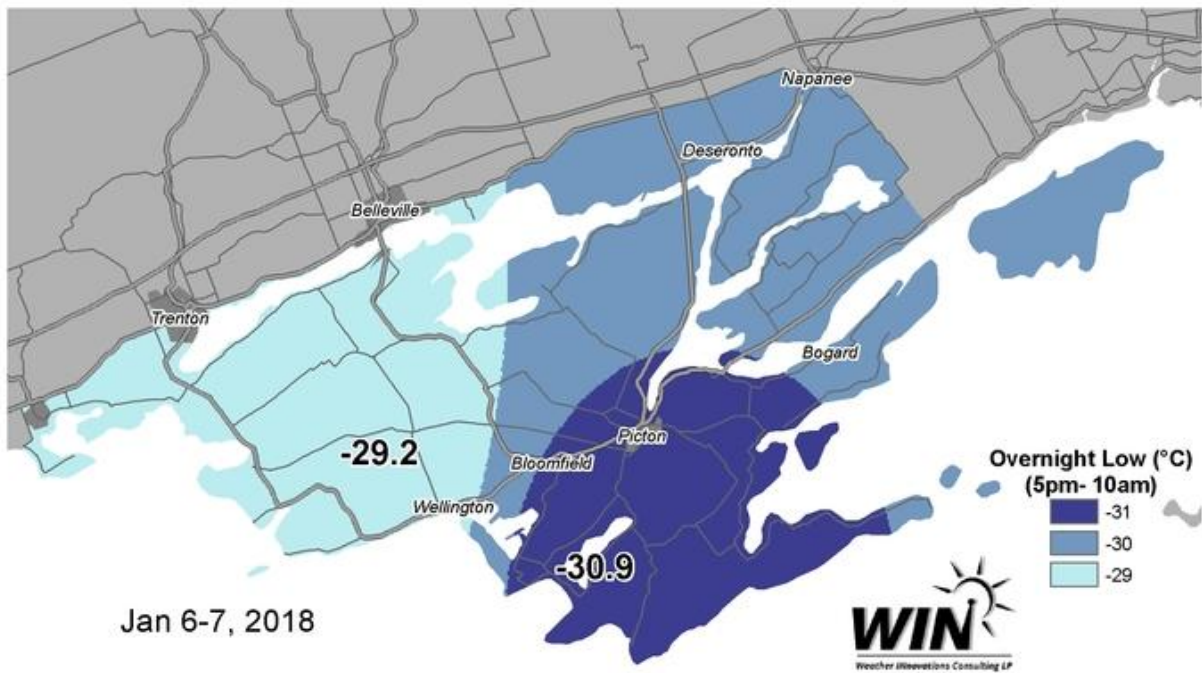 Napanee
Deseronto
Belleville
Trenton
Bogard
Picton
-29.2
Bloomfield
Wellington
-30.9
Overnight Low (°C)
(5pm- 10am)
-31
-30
-29
Jan 6-7, 2018
WIN
Weather INnovations Consulting LP